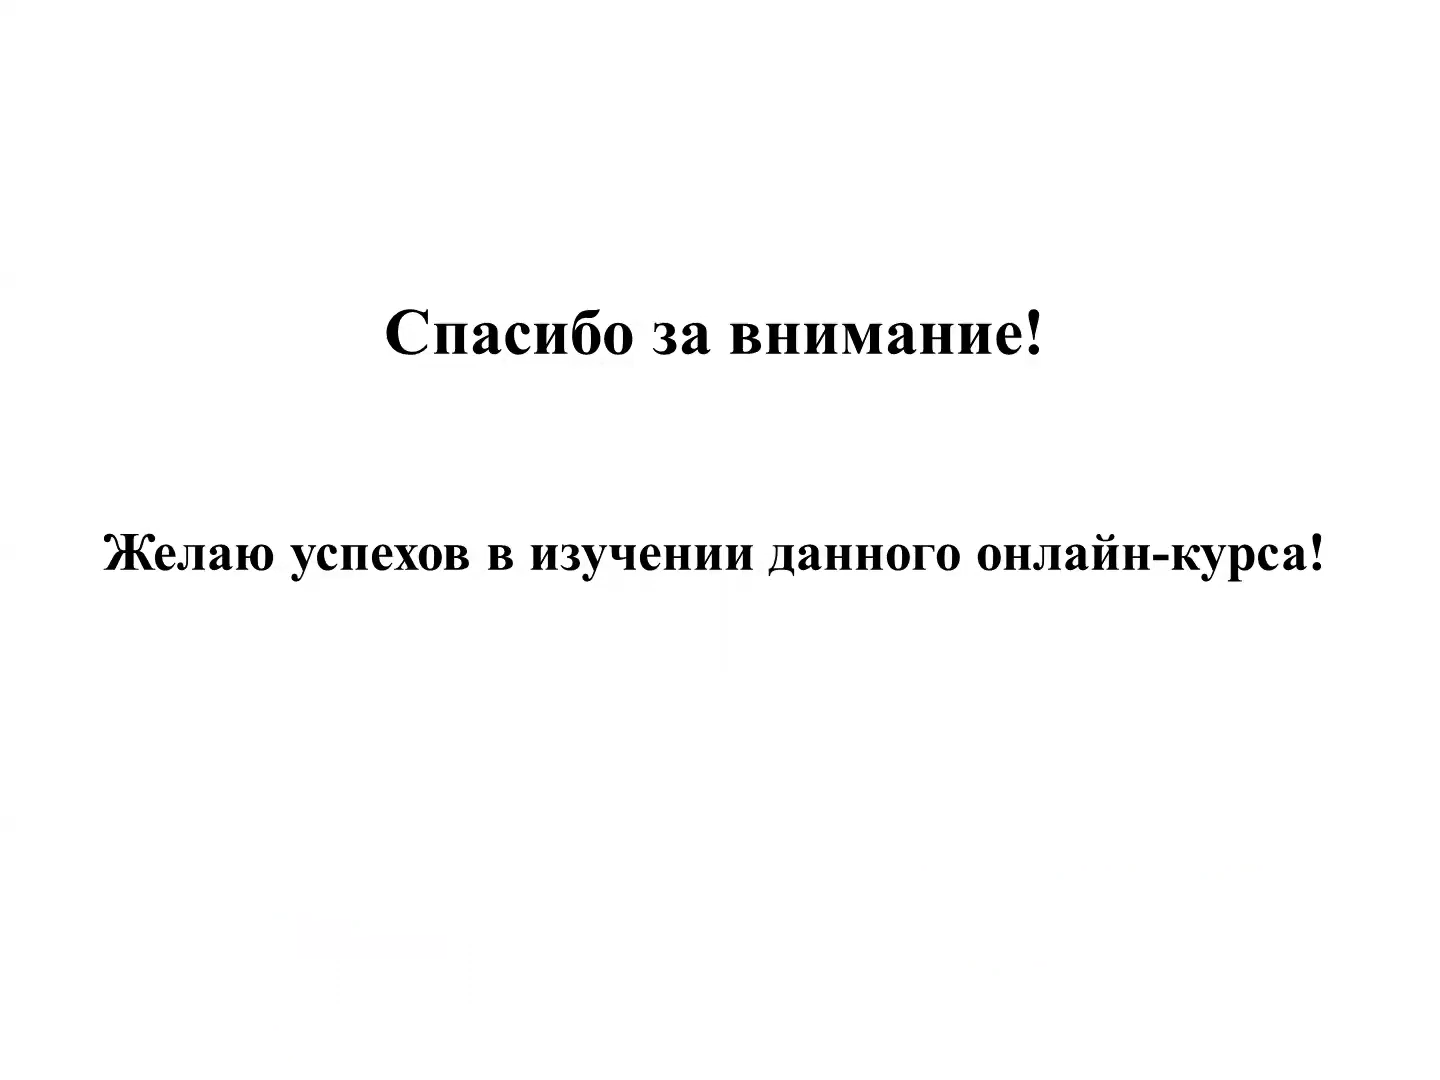 Спасибо за внимание!
Желаю успехов в изучении данного онлайн-курса!